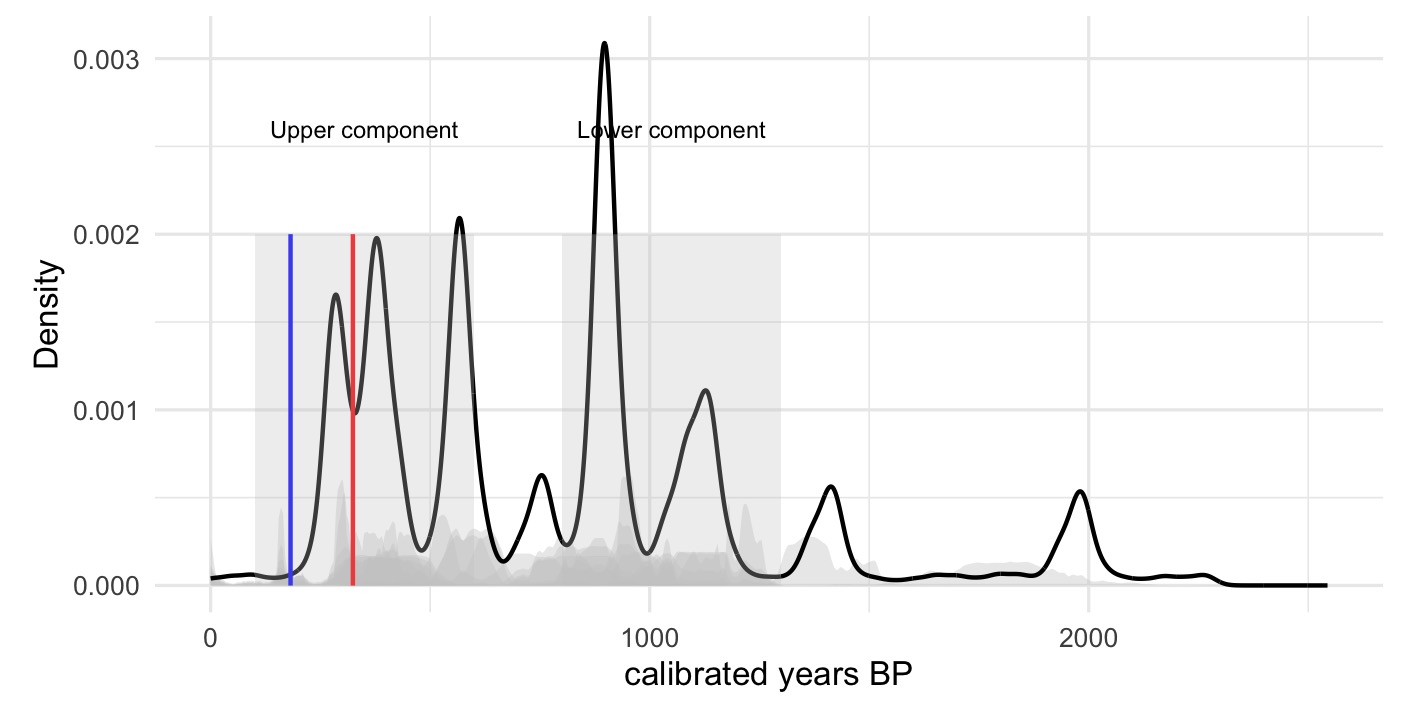 0.003
Upper component
Lower component
0.002
Density
0.001
0.000
0
1000
2000
calibrated years BP